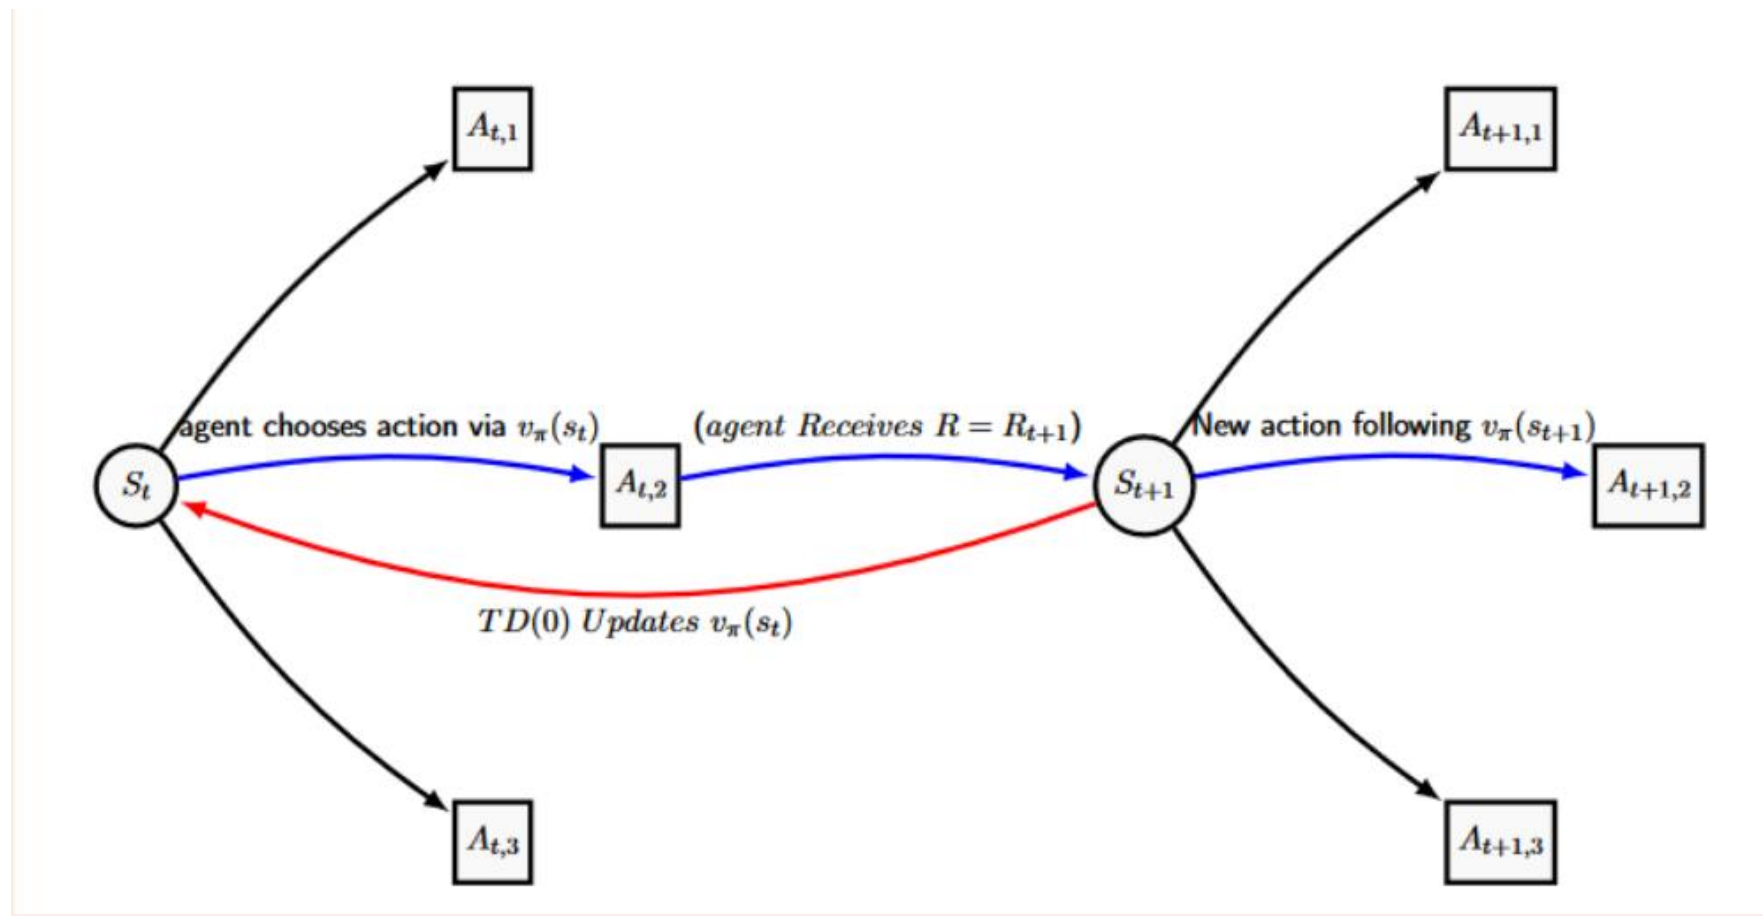 A_{t,1}
A_{t+1,1}
agent chooses action via v_π(s_t)
(agent Receives R = R_{t+1})
New action following v_π(s_{t+1})
S_t
A_{t,2}
S_{t+1}
A_{t+1,2}
TD(0) Updates v_π(s_t)
A_{t,3}
A_{t+1,3}